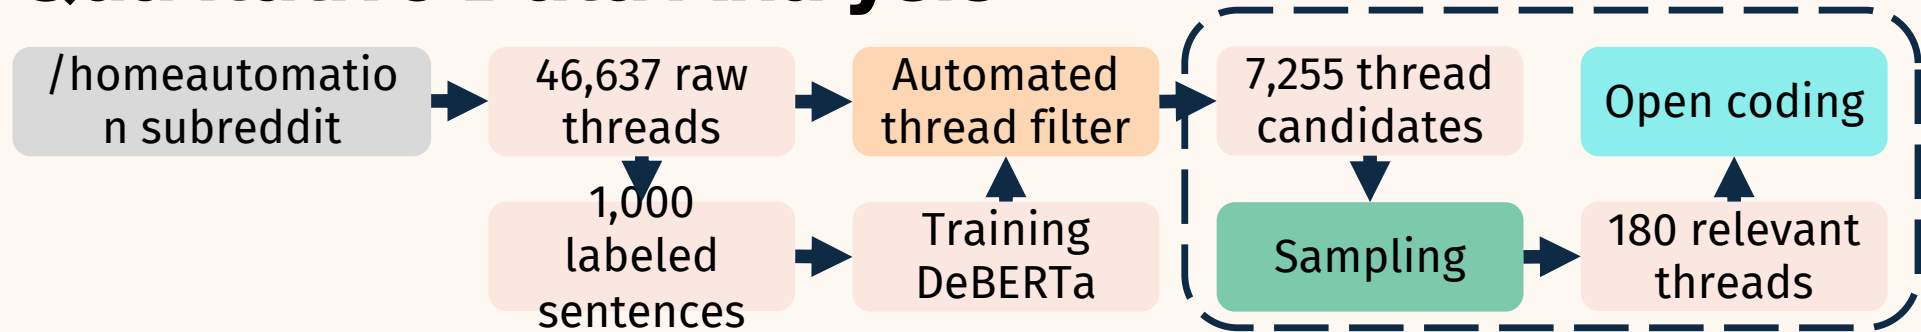 /homeautomatio
n subreddit
46,637 raw
threads
Automated
thread filter
7,255 thread
candidates
Open coding
1,000
labeled
sentences
Training
DeBERTa
Sampling
180 relevant
threads